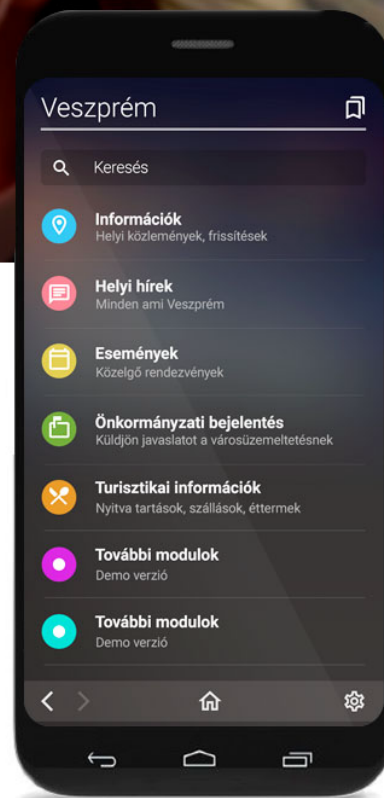 Veszprém
Keresés
Információk
Helyi közlemények, frissítések
Helyi hírek
Minden ami Veszprém
Események
Közelgő rendezvények
Önkormányzati bejelentés
Küldjön javaslatot a városüzemeltetésnek
Turisztikai információk
Nyitva tartások, szállások, éttermek
További modulok
Demo verzió
További modulok
Demo verzió